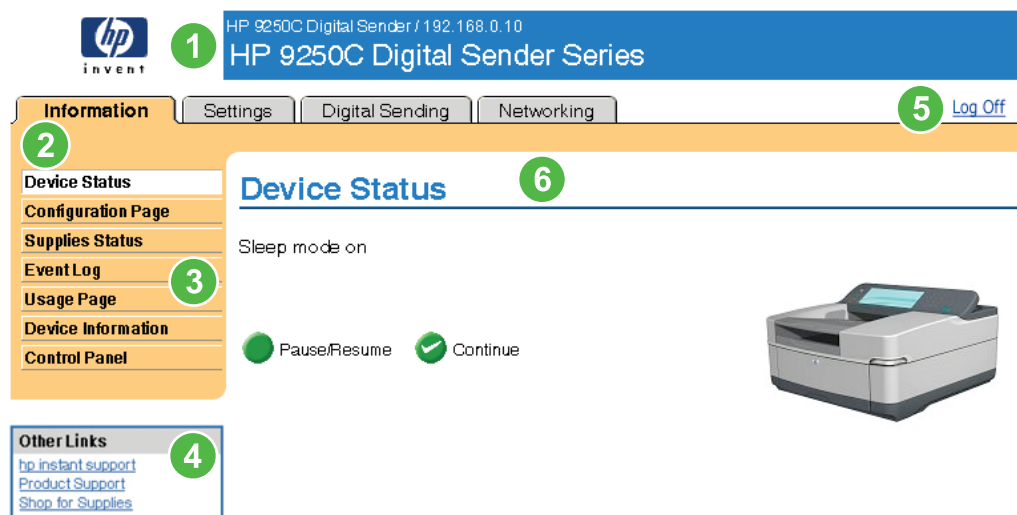 hp
invent
1
HP 9250C Digital Sender / 192.168.0.10
HP 9250C Digital Sender Series
Information
Settings
Digital Sending
Networking
5
Log Off
2
Device Status
Configuration Page
Supplies Status
Event Log
3
Usage Page
Device Information
Control Panel
Device Status
6
Sleep mode on
Pause/Resume
Continue
Other Links
4
hp instant support
Product Support
Shop for Supplies